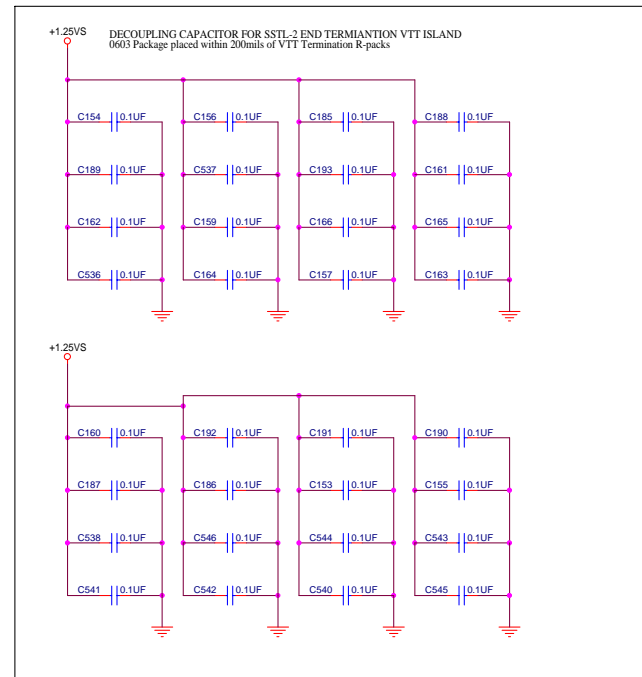 +1.25VS
DECOUPLING CAPACITOR FOR SSTL-2 END TERMIANTION VTT ISLAND
0603 Package placed within 200mils of VTT Termination R-packs
C154 0.1UF C156 0.1UF C185 0.1UF C188 0.1UF
C189 0.1UF C537 0.1UF C193 0.1UF C161 0.1UF
C162 0.1UF C159 0.1UF C166 0.1UF C165 0.1UF
C536 0.1UF C164 0.1UF C157 0.1UF C163 0.1UF
+1.25VS
C160 0.1UF C192 0.1UF C191 0.1UF C190 0.1UF
C187 0.1UF C186 0.1UF C153 0.1UF C155 0.1UF
C538 0.1UF C546 0.1UF C544 0.1UF C543 0.1UF
C541 0.1UF C542 0.1UF C540 0.1UF C545 0.1UF